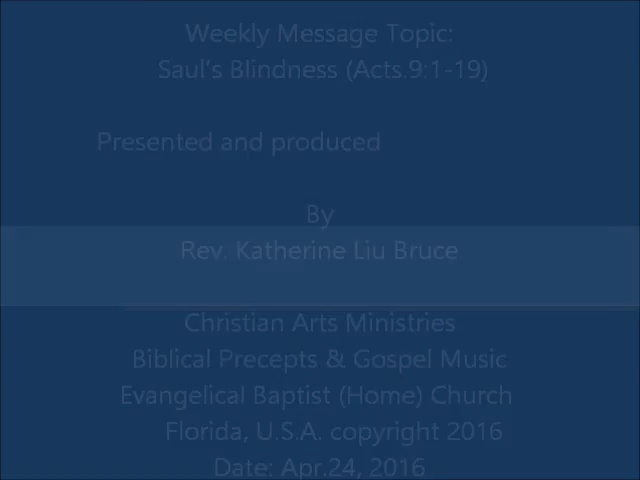 Weekly Message Topic:
Saul's Blindness (Acts.9:1-19)
Presented and produced
By
Rev. Katherine Liu Bruce
Christian Arts Ministries
Biblical Precepts & Gospel Music
Evangelical Baptist (Home) Church
Florida, U.S.A. copyright 2016
Date: Apr.24, 2016